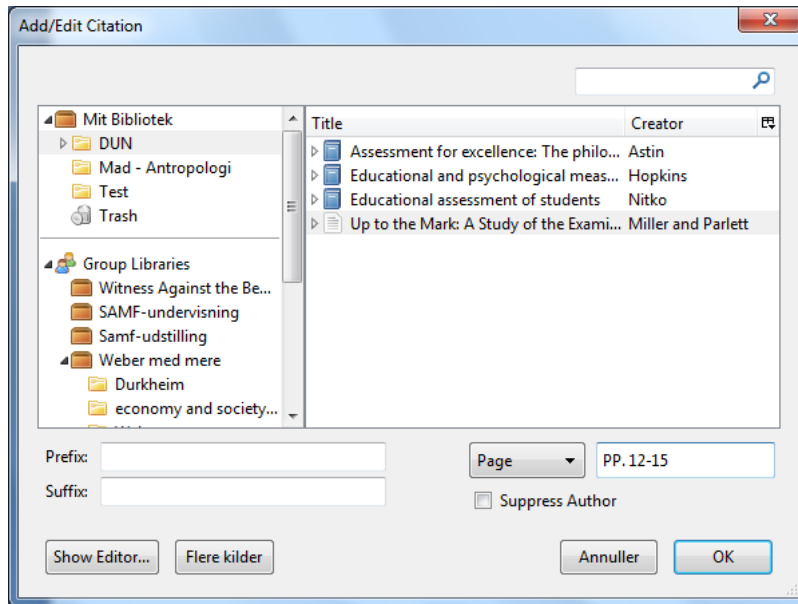 Add/Edit Citation
Mit Bibliotek
DUN
Mad - Antropologi
Test
Trash
Group Libraries
Witness Against the Be...
SAMF-undervisning
Samf-udstilling
Weber med mere
Durkheim
economy and society...
Title Creator
Assessment for excellence: The philo... Astin
Educational and psychological meas... Hopkins
Educational assessment of students Nitko
Up to the Mark: A Study of the Exami... Miller and Parlett
Prefix:
Suffix:
Page PP. 12-15
Suppress Author
Show Editor... Flere kilder Annuller OK